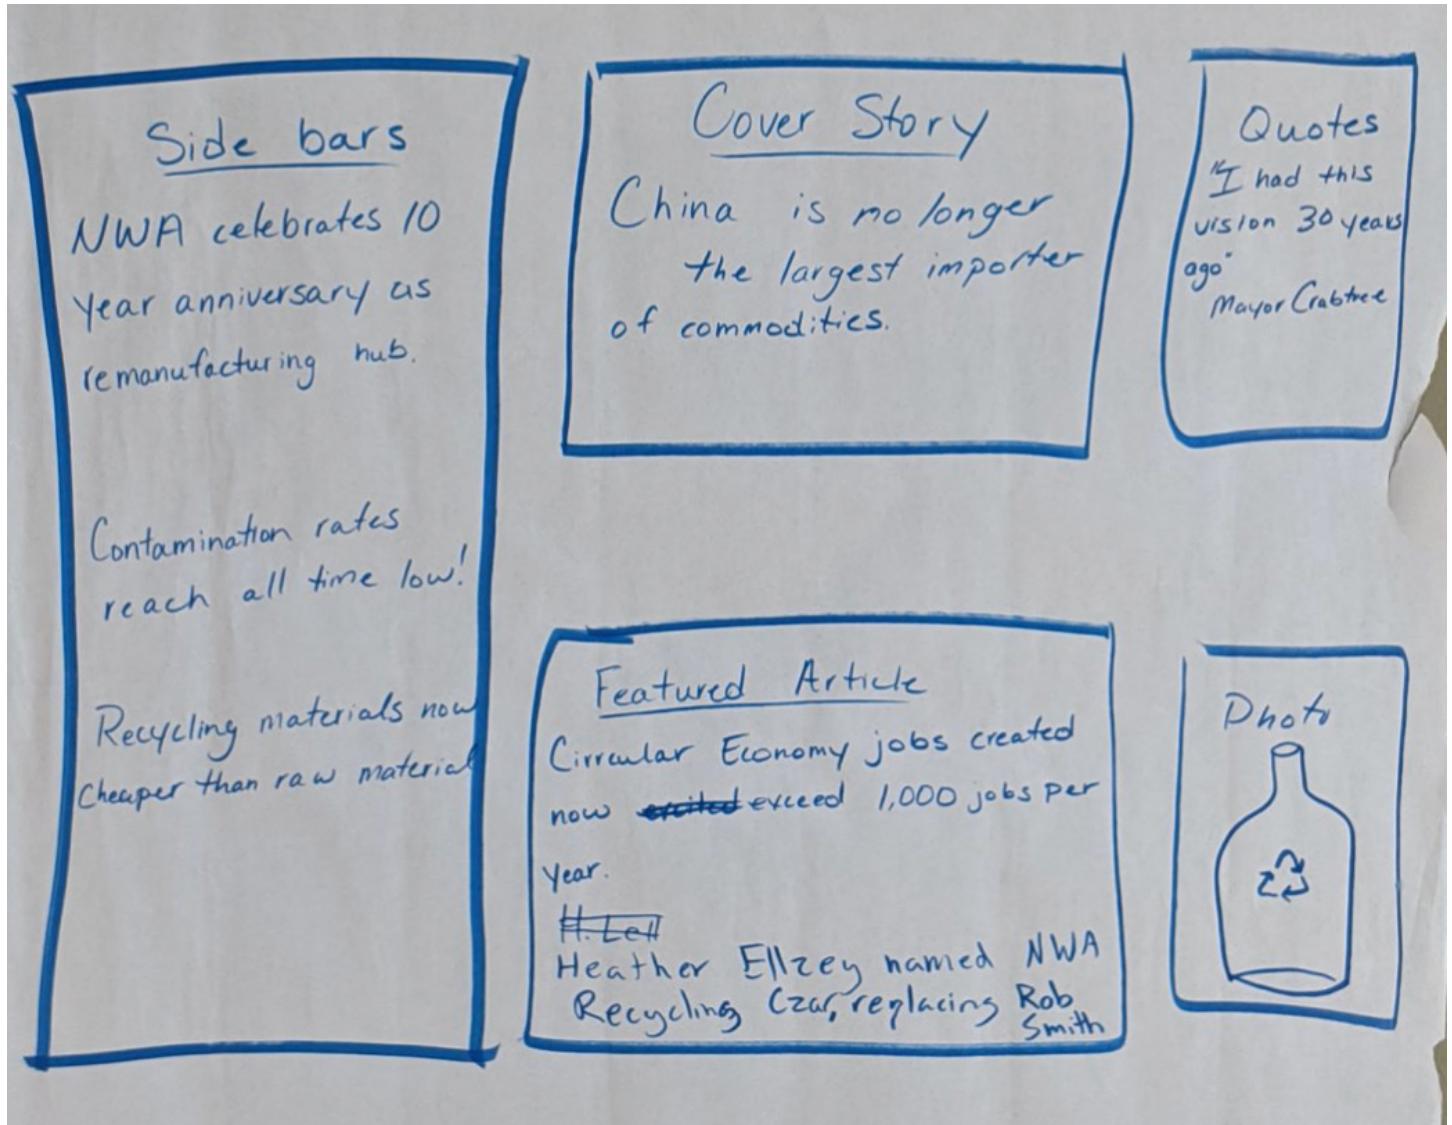 Side bars
NWA celebrates 10
year anniversary as
remanufacturing hub.
Contamination rates
reach all time low!
Recycling materials now
cheaper than raw material
Cover Story
China is no longer
the largest importer
of commodities.
Quotes
"I had this
vision 30 years
ago"
Mayor Crabtree
Featured Article
Circular Economy jobs created
now exceed 1,000 jobs per
year.
Heather Ellzey named NWA
Recycling Czar, replacing Rob
Smith
Photo